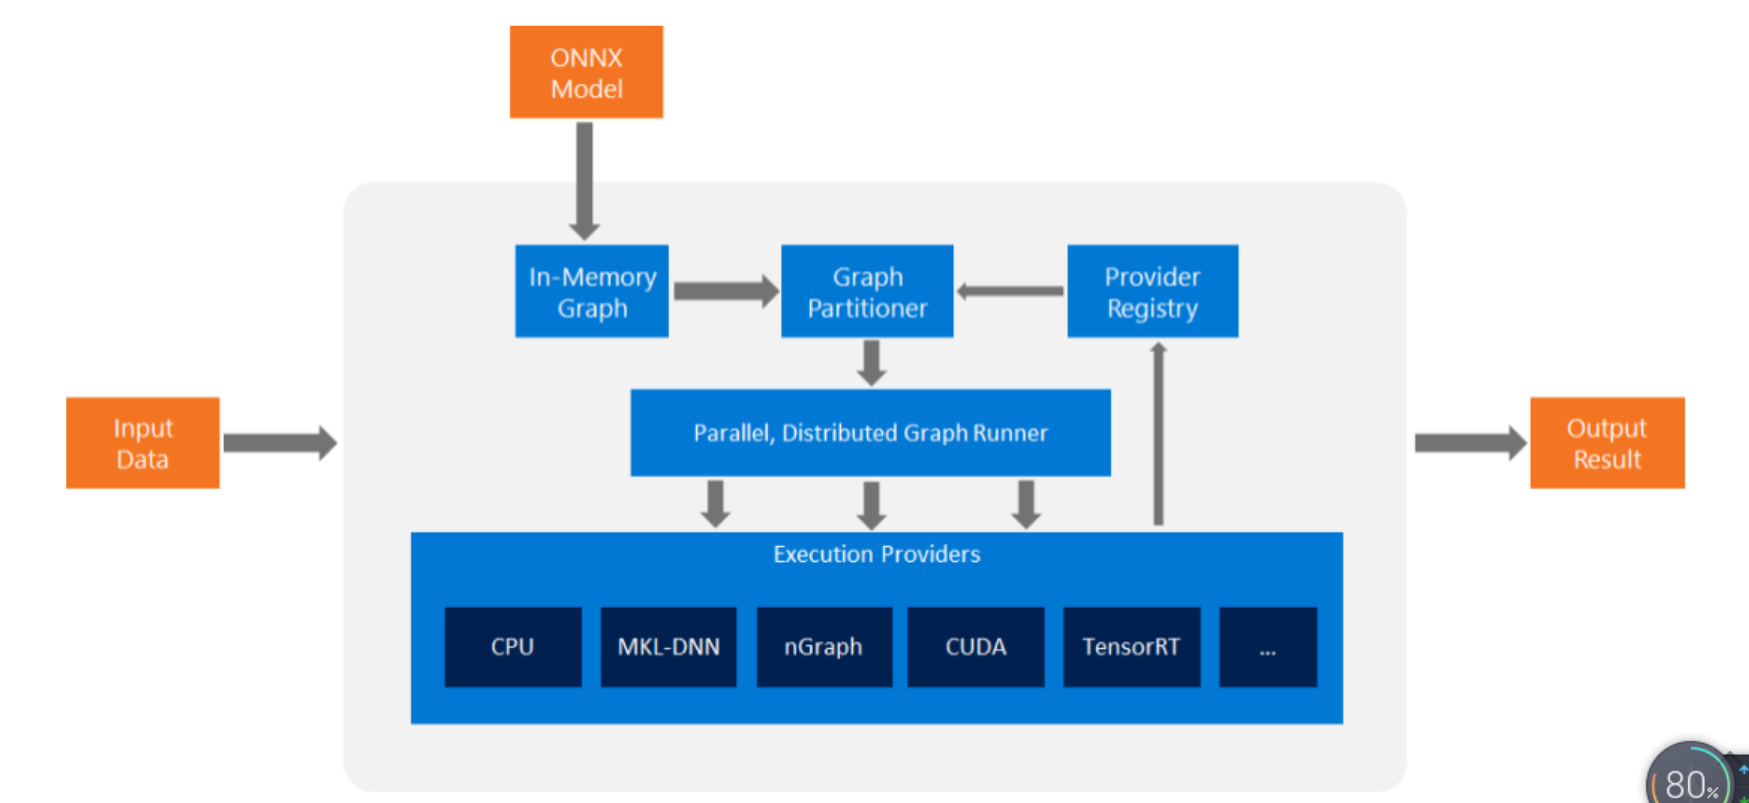 ONNX
Model
In-Memory
Graph
Graph
Partitioner
Provider
Registry
Input
Data
Parallel, Distributed Graph Runner
Output
Result
Execution Providers
CPU
MKL-DNN
nGraph
CUDA
TensorRT
...
80%